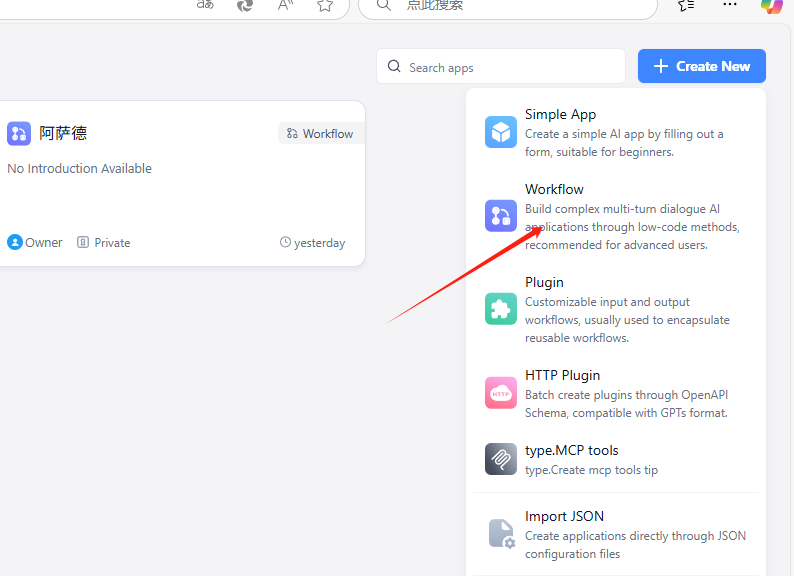 点此搜索
Search apps
Create New
阿萨德
Workflow
No Introduction Available
Owner
Private
yesterday
Simple App
Create a simple AI app by filling out a
form, suitable for beginners.
Workflow
Build complex multi-turn dialogue AI
applications through low-code methods,
recommended for advanced users.
Plugin
Customizable input and output
workflows, usually used to encapsulate
reusable workflows.
HTTP
HTTP Plugin
Batch create plugins through OpenAPI
Schema, compatible with GPTs format.
type.MCP tools
type.Create mcp tools tip
Import JSON
Create applications directly through JSON
configuration files